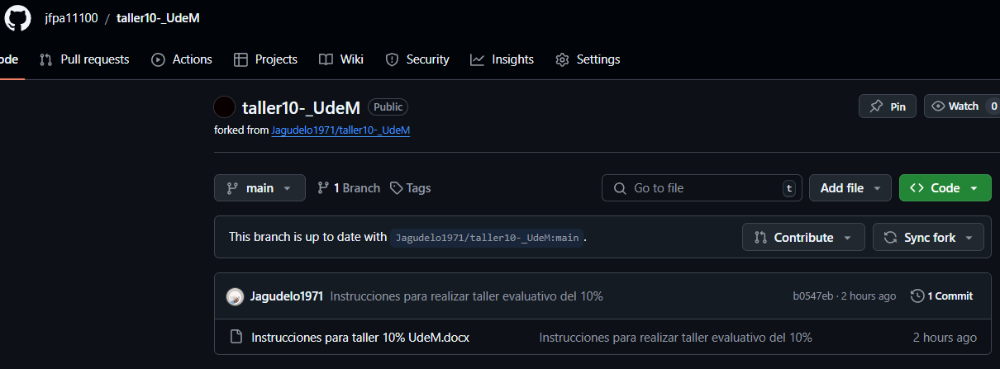 jfpa11100 / taller10-_UdeM
ode Pull requests Actions Projects Wiki Security Insights Settings
taller10-_UdeM Public
Pin Watch 0
forked from Jagudelo1971/taller10-_UdeM
main 1 Branch Tags Go to file t Add file Code
This branch is up to date with Jagudelo1971/taller10-_UdeM:main .
Contribute Sync fork
Jagudelo1971 Instrucciones para realizar taller evaluativo del 10% b0547eb · 2 hours ago 1 Commit
Instrucciones para taller 10% UdeM.docx Instrucciones para realizar taller evaluativo del 10% 2 hours ago